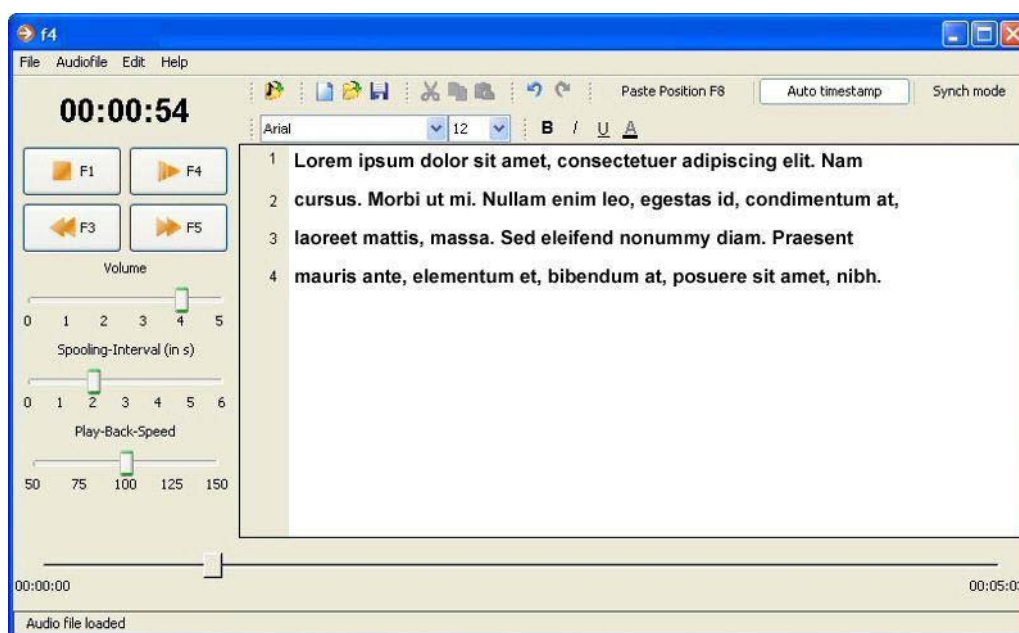 f4
File Audiofile Edit Help
00:00:54
Paste Position F8 Auto timestamp Synch mode
Arial 12 B I U A
F1 F4
F3 F5
Volume
0 1 2 3 4 5
Spooling-Interval (in s)
0 1 2 3 4 5 6
Play-Back-Speed
50 75 100 125 150
1 Lorem ipsum dolor sit amet, consectetuer adipiscing elit. Nam
2 cursus. Morbi ut mi. Nullam enim leo, egestas id, condimentum at,
3 laoreet mattis, massa. Sed eleifend nonummy diam. Praesent
4 mauris ante, elementum et, bibendum at, posuere sit amet, nibh.
00:00:00
Audio file loaded